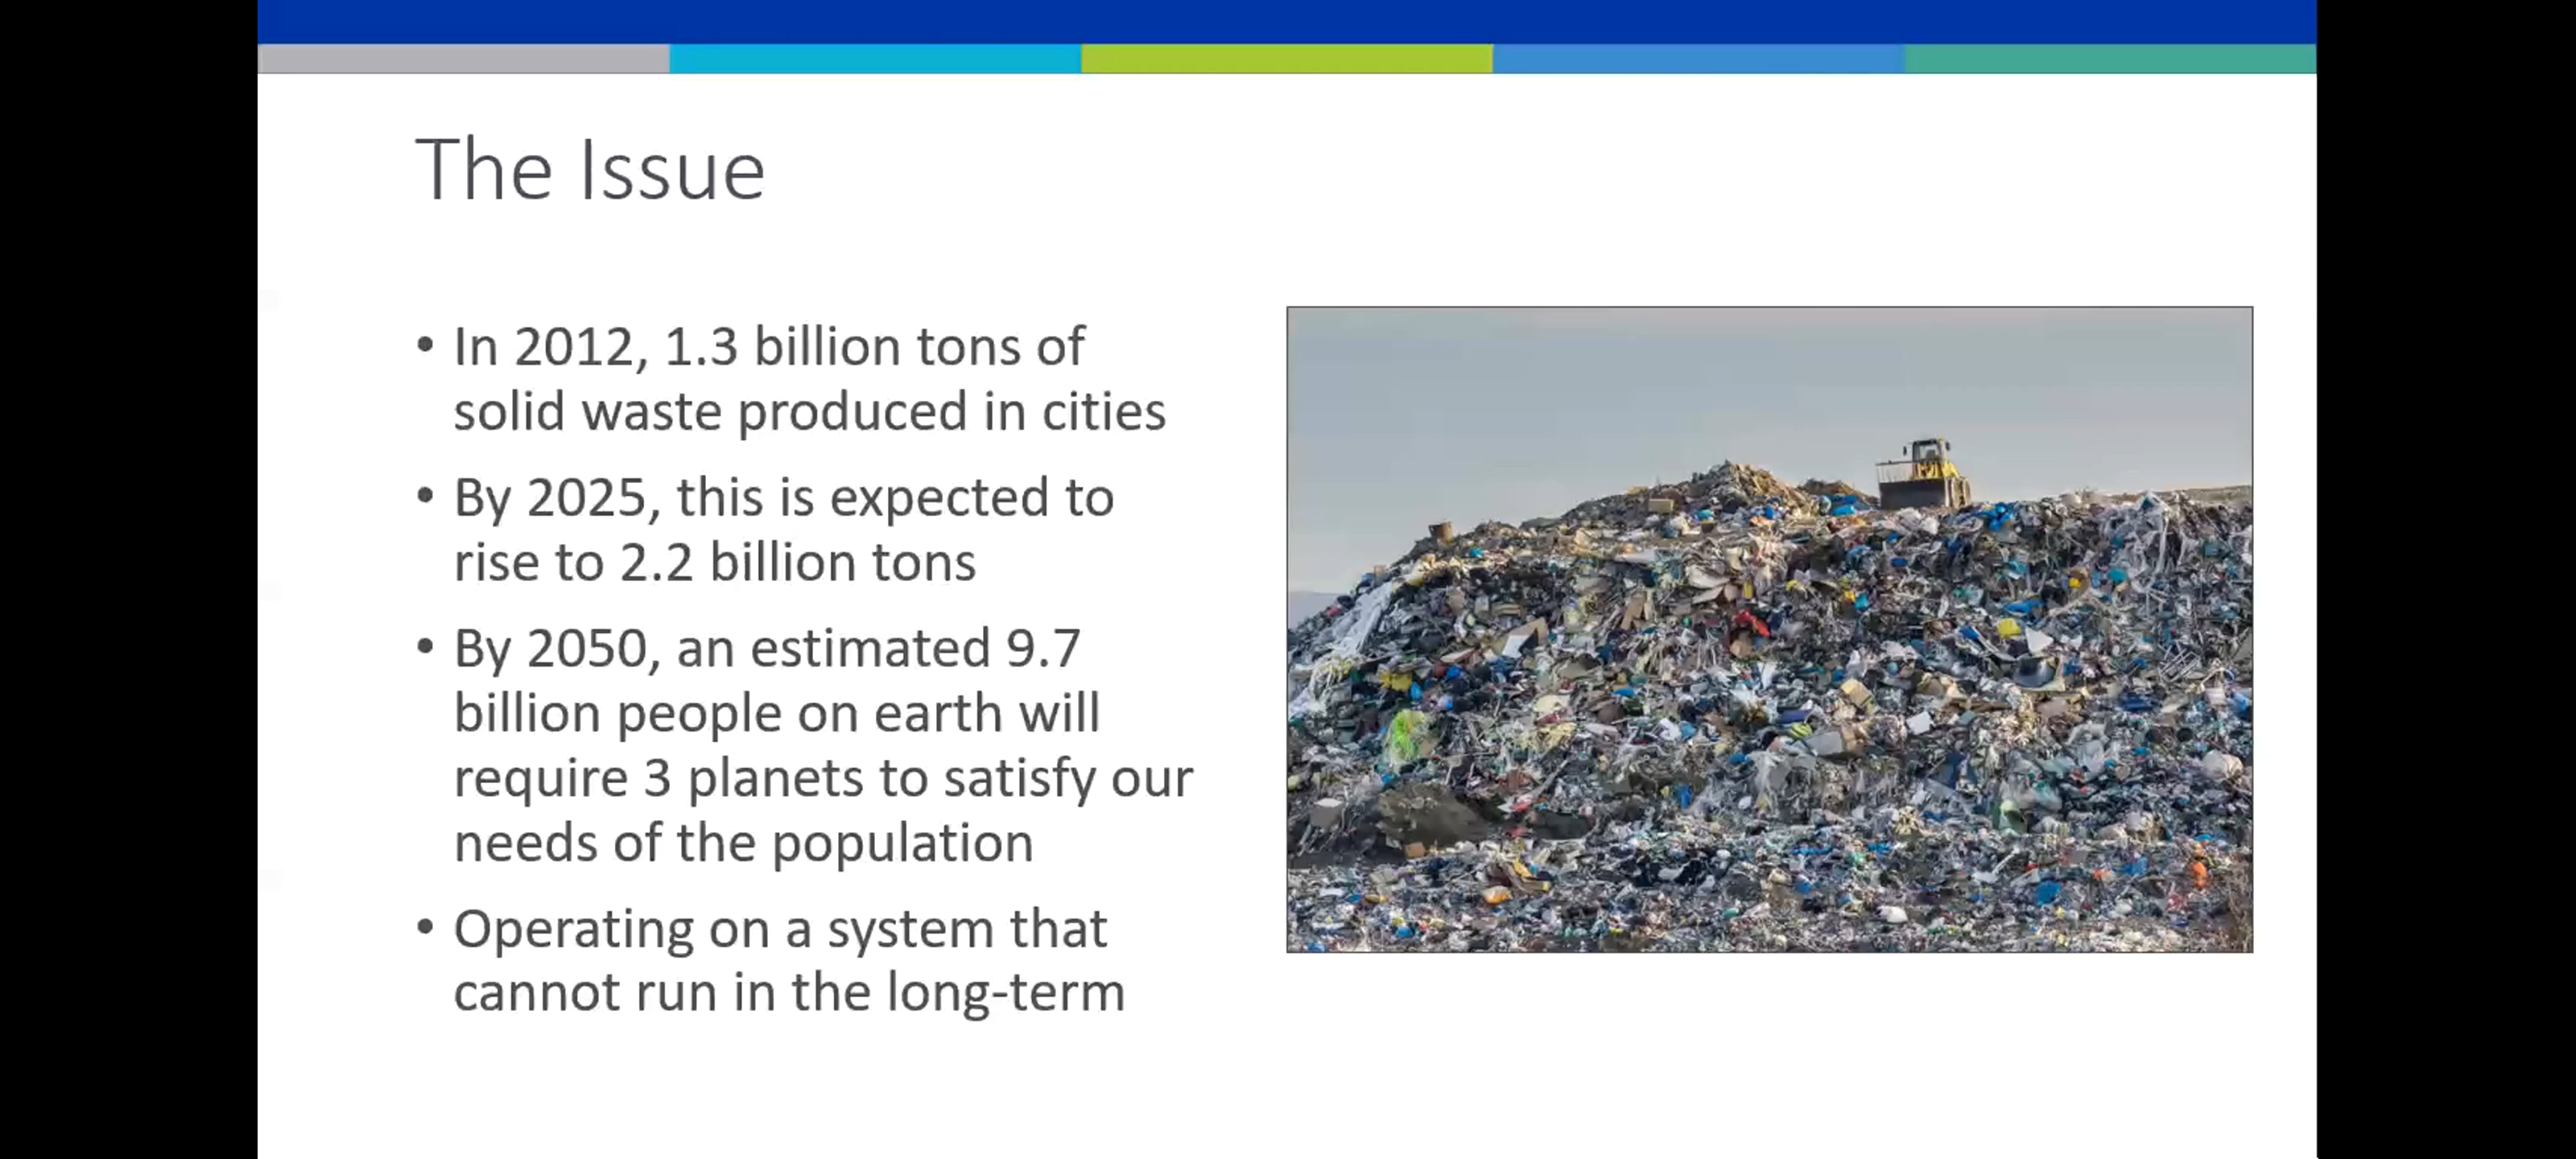 The Issue
• In 2012, 1.3 billion tons of
solid waste produced in cities
• By 2025, this is expected to
rise to 2.2 billion tons
• By 2050, an estimated 9.7
billion people on earth will
require 3 planets to satisfy our
needs of the population
• Operating on a system that
cannot run in the long-term